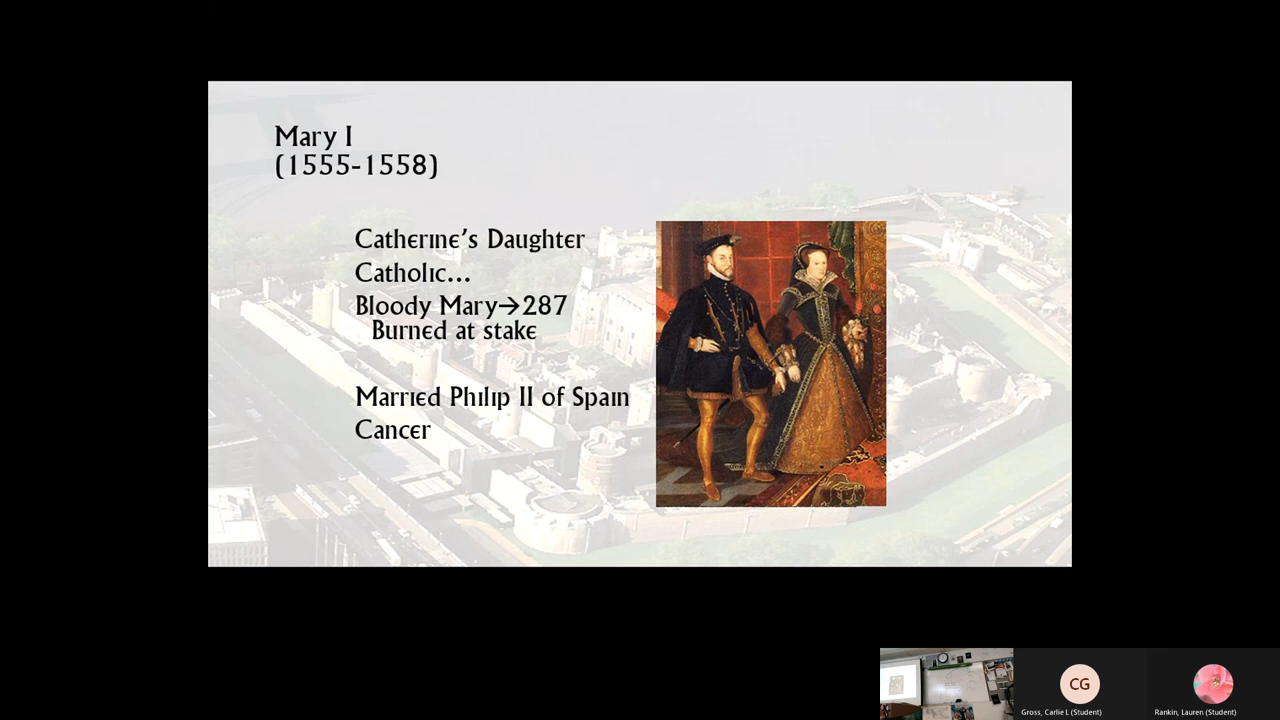 Mary I
(1555-1558)
Catherine's Daughter
Catholic...
Bloody Mary→287
Burned at stake
Married Philip II of Spain
Cancer
CG
Gross, Carlie L (Student)
Rankin, Lauren (Student)